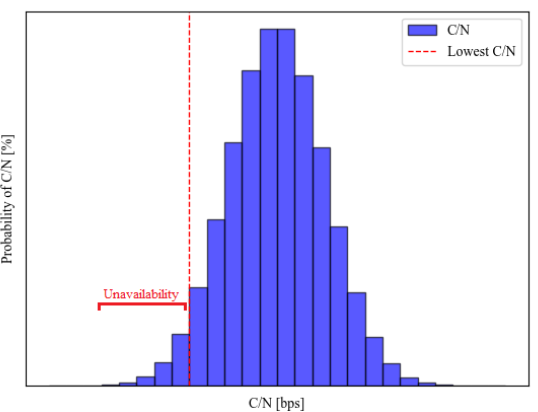 C/N
Lowest C/N
Probability of C/N [%]
Unavailability
C/N [bps]